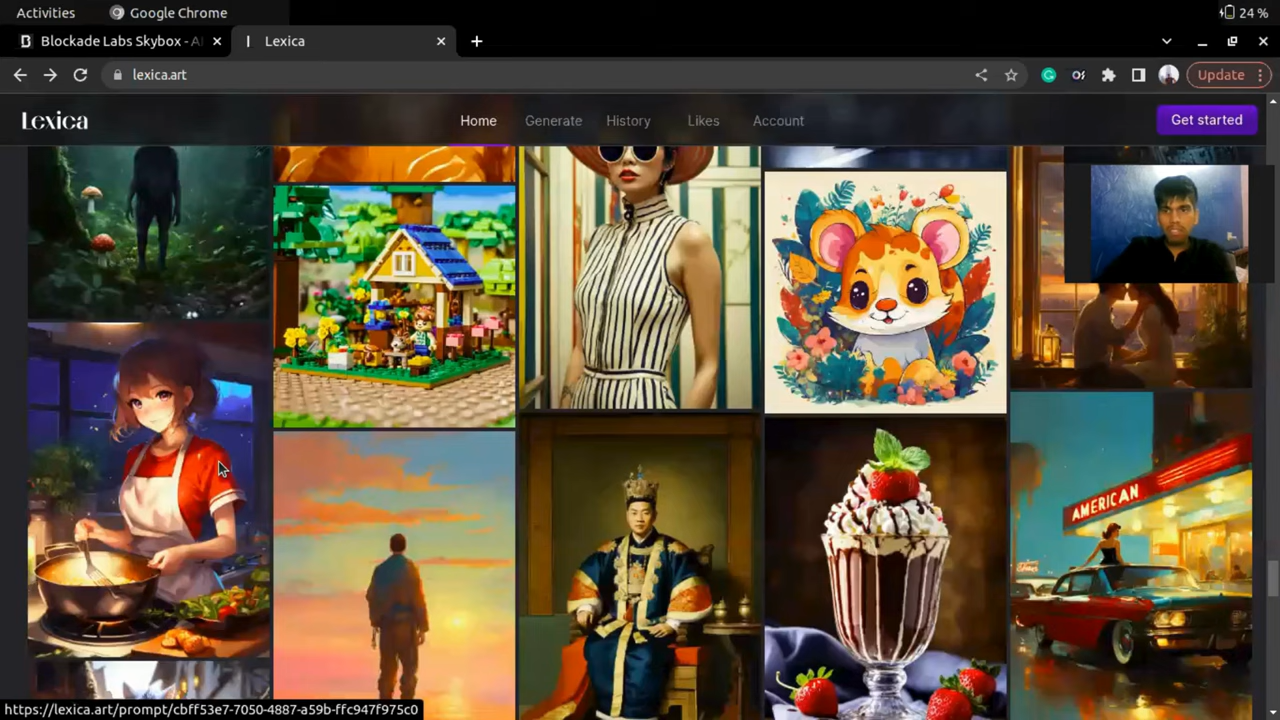 Activities
Google Chrome
24 %
Blockade Labs Skybox - A
Lexica
lexica.art
Update
Lexica
Home
Generate
History
Likes
Account
Get started
AMERICAN
https://lexica.art/prompt/cbff53e7-7050-4887-a59b-ffc947f975c0